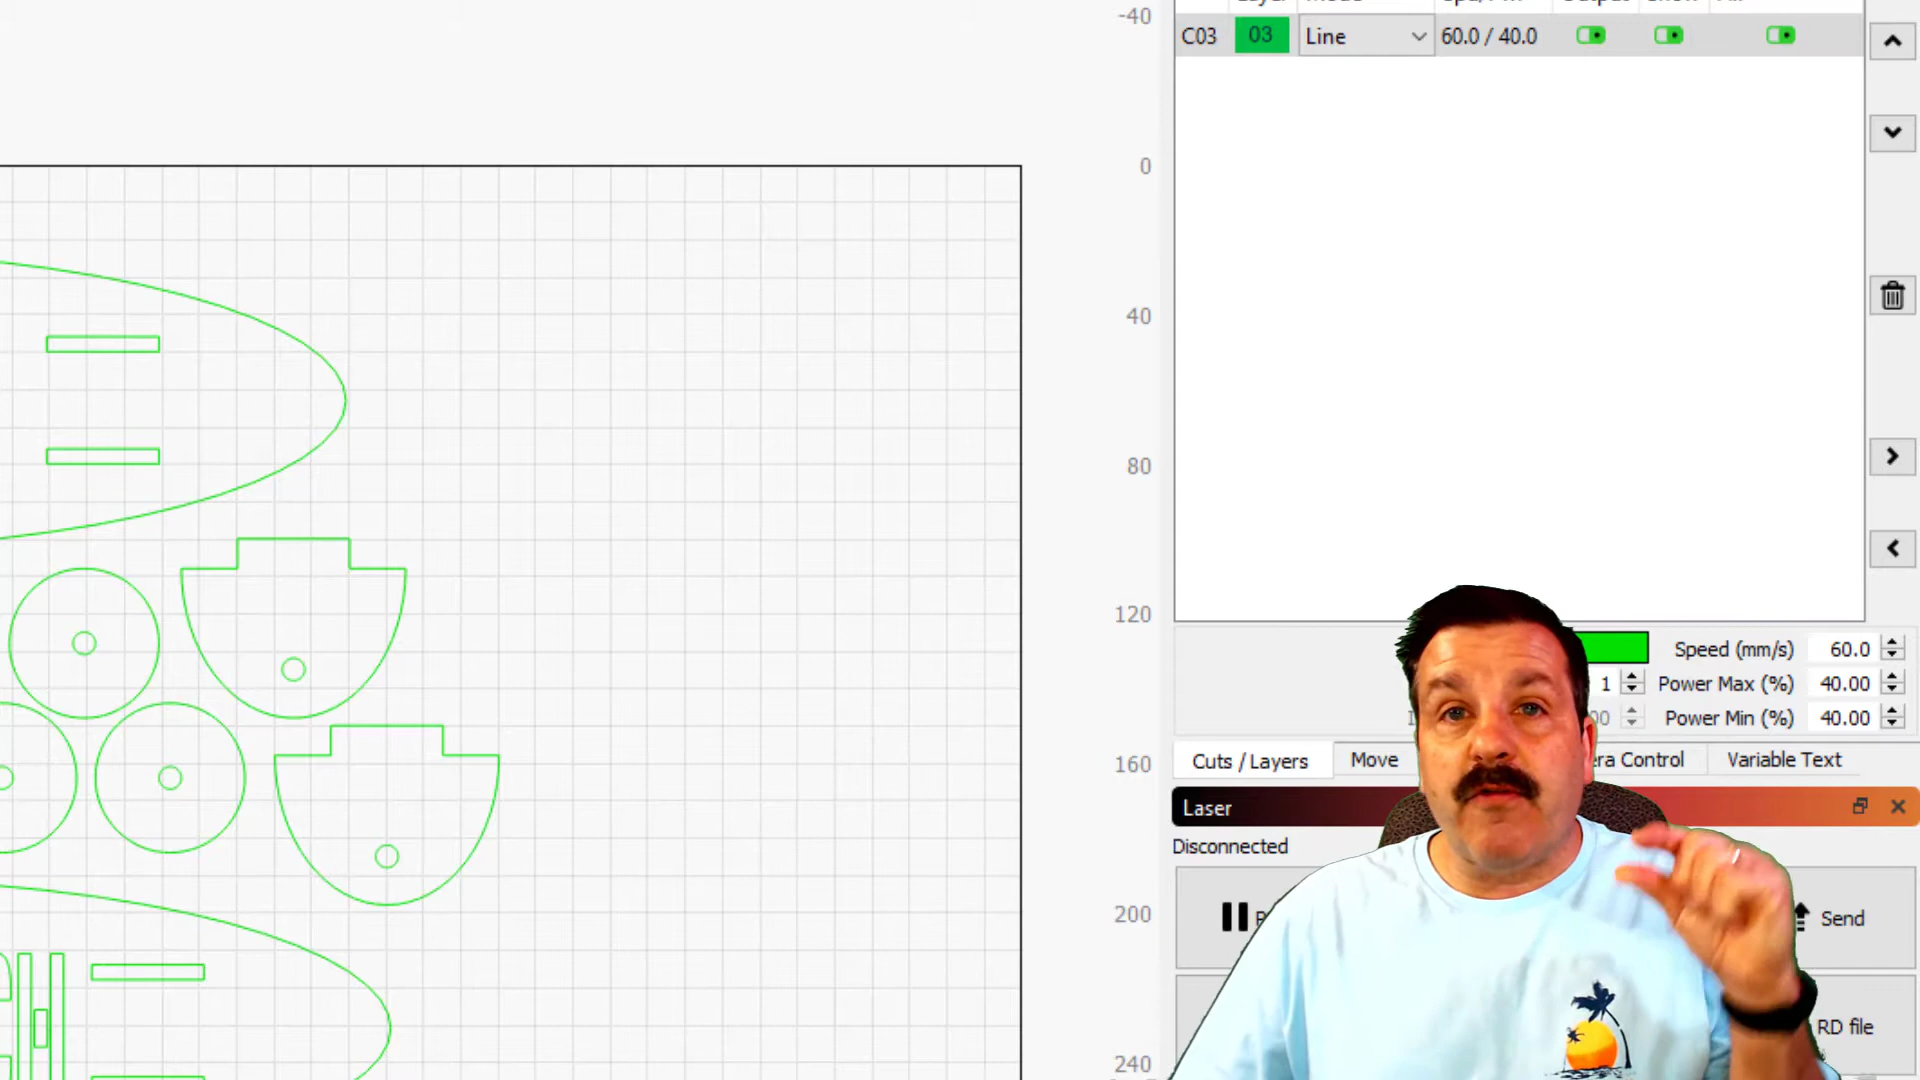 -40
C03 03 Line 60.0 / 40.0
0
40
80
120
Speed (mm/s) 60.0
1 Power Max (%) 40.00
Power Min (%) 40.00
160
Cuts / Layers Move Variable Text
Control
Laser
Disconnected
200
Send
RD file
240